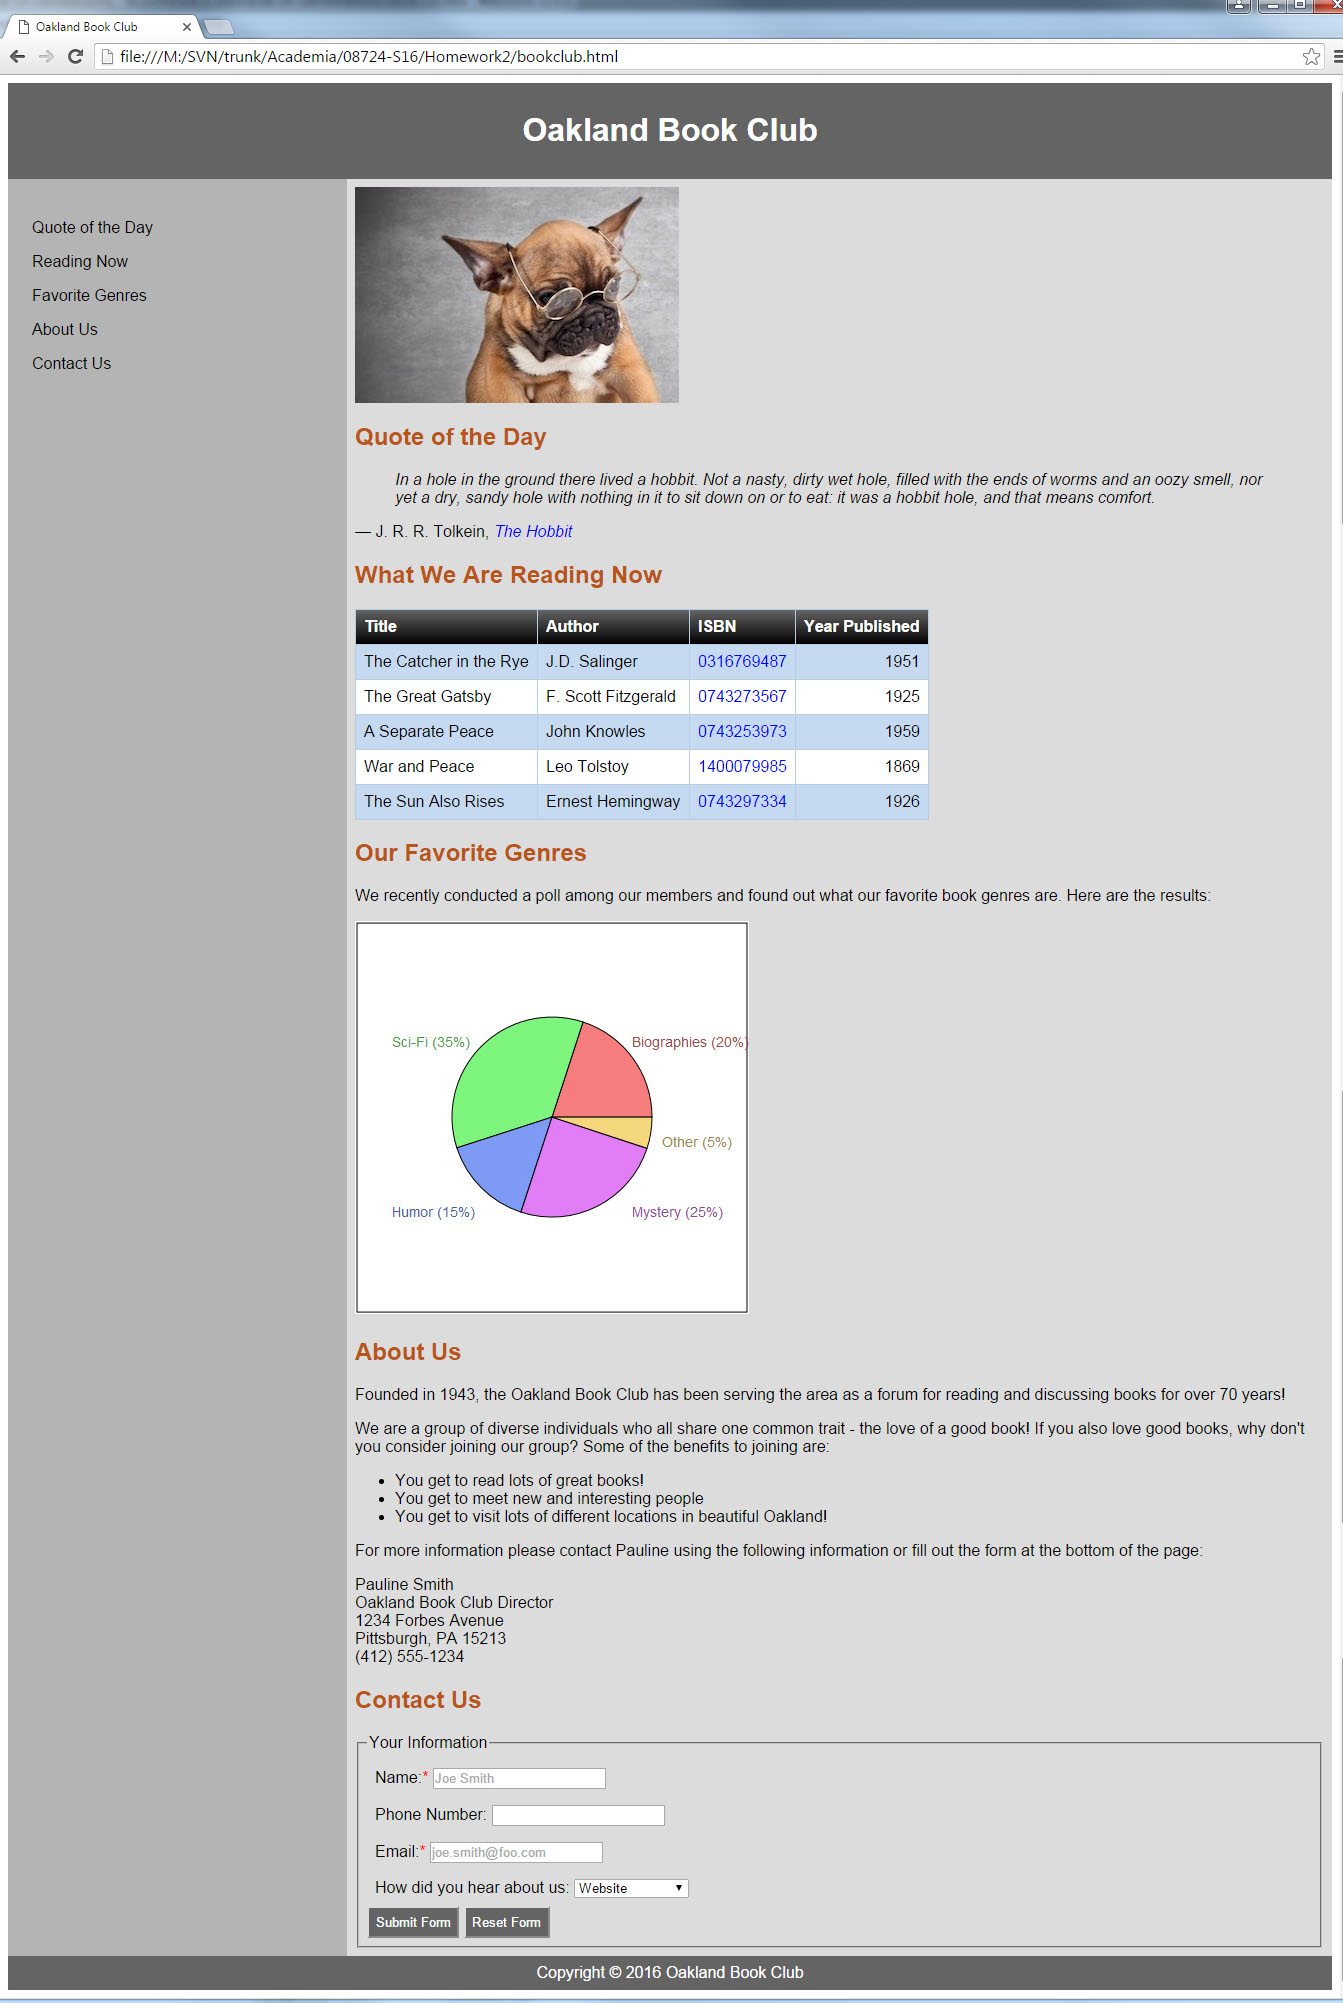 Oakland Book Club
file:///M:/SVN/trunk/Academia/08724-S16/Homework2/bookclub.html
Oakland Book Club
Quote of the Day
Reading Now
Favorite Genres
About Us
Contact Us
Quote of the Day
In a hole in the ground there lived a hobbit. Not a nasty, dirty wet hole, filled with the ends of worms and an oozy smell, nor
yet a dry, sandy hole with nothing in it to sit down on or to eat: it was a hobbit hole, and that means comfort.
— J. R. R. Tolkein, The Hobbit
What We Are Reading Now
Title Author ISBN Year Published
The Catcher in the Rye J.D. Salinger 0316769487 1951
The Great Gatsby F. Scott Fitzgerald 0743273567 1925
A Separate Peace John Knowles 0743253973 1959
War and Peace Leo Tolstoy 1400079985 1869
The Sun Also Rises Ernest Hemingway 0743297334 1926
Our Favorite Genres
We recently conducted a poll among our members and found out what our favorite book genres are. Here are the results:
Sci-Fi (35%) Biographies (20%)
Other (5%)
Humor (15%) Mystery (25%)
About Us
Founded in 1943, the Oakland Book Club has been serving the area as a forum for reading and discussing books for over 70 years!
We are a group of diverse individuals who all share one common trait - the love of a good book! If you also love good books, why don't
you consider joining our group? Some of the benefits to joining are:
• You get to read lots of great books!
• You get to meet new and interesting people
• You get to visit lots of different locations in beautiful Oakland!
For more information please contact Pauline using the following information or fill out the form at the bottom of the page:
Pauline Smith
Oakland Book Club Director
1234 Forbes Avenue
Pittsburgh, PA 15213
(412) 555-1234
Contact Us
Your Information
Name:* Joe Smith
Phone Number:
Email:* joe.smith@foo.com
How did you hear about us: Website
Submit Form Reset Form
Copyright © 2016 Oakland Book Club